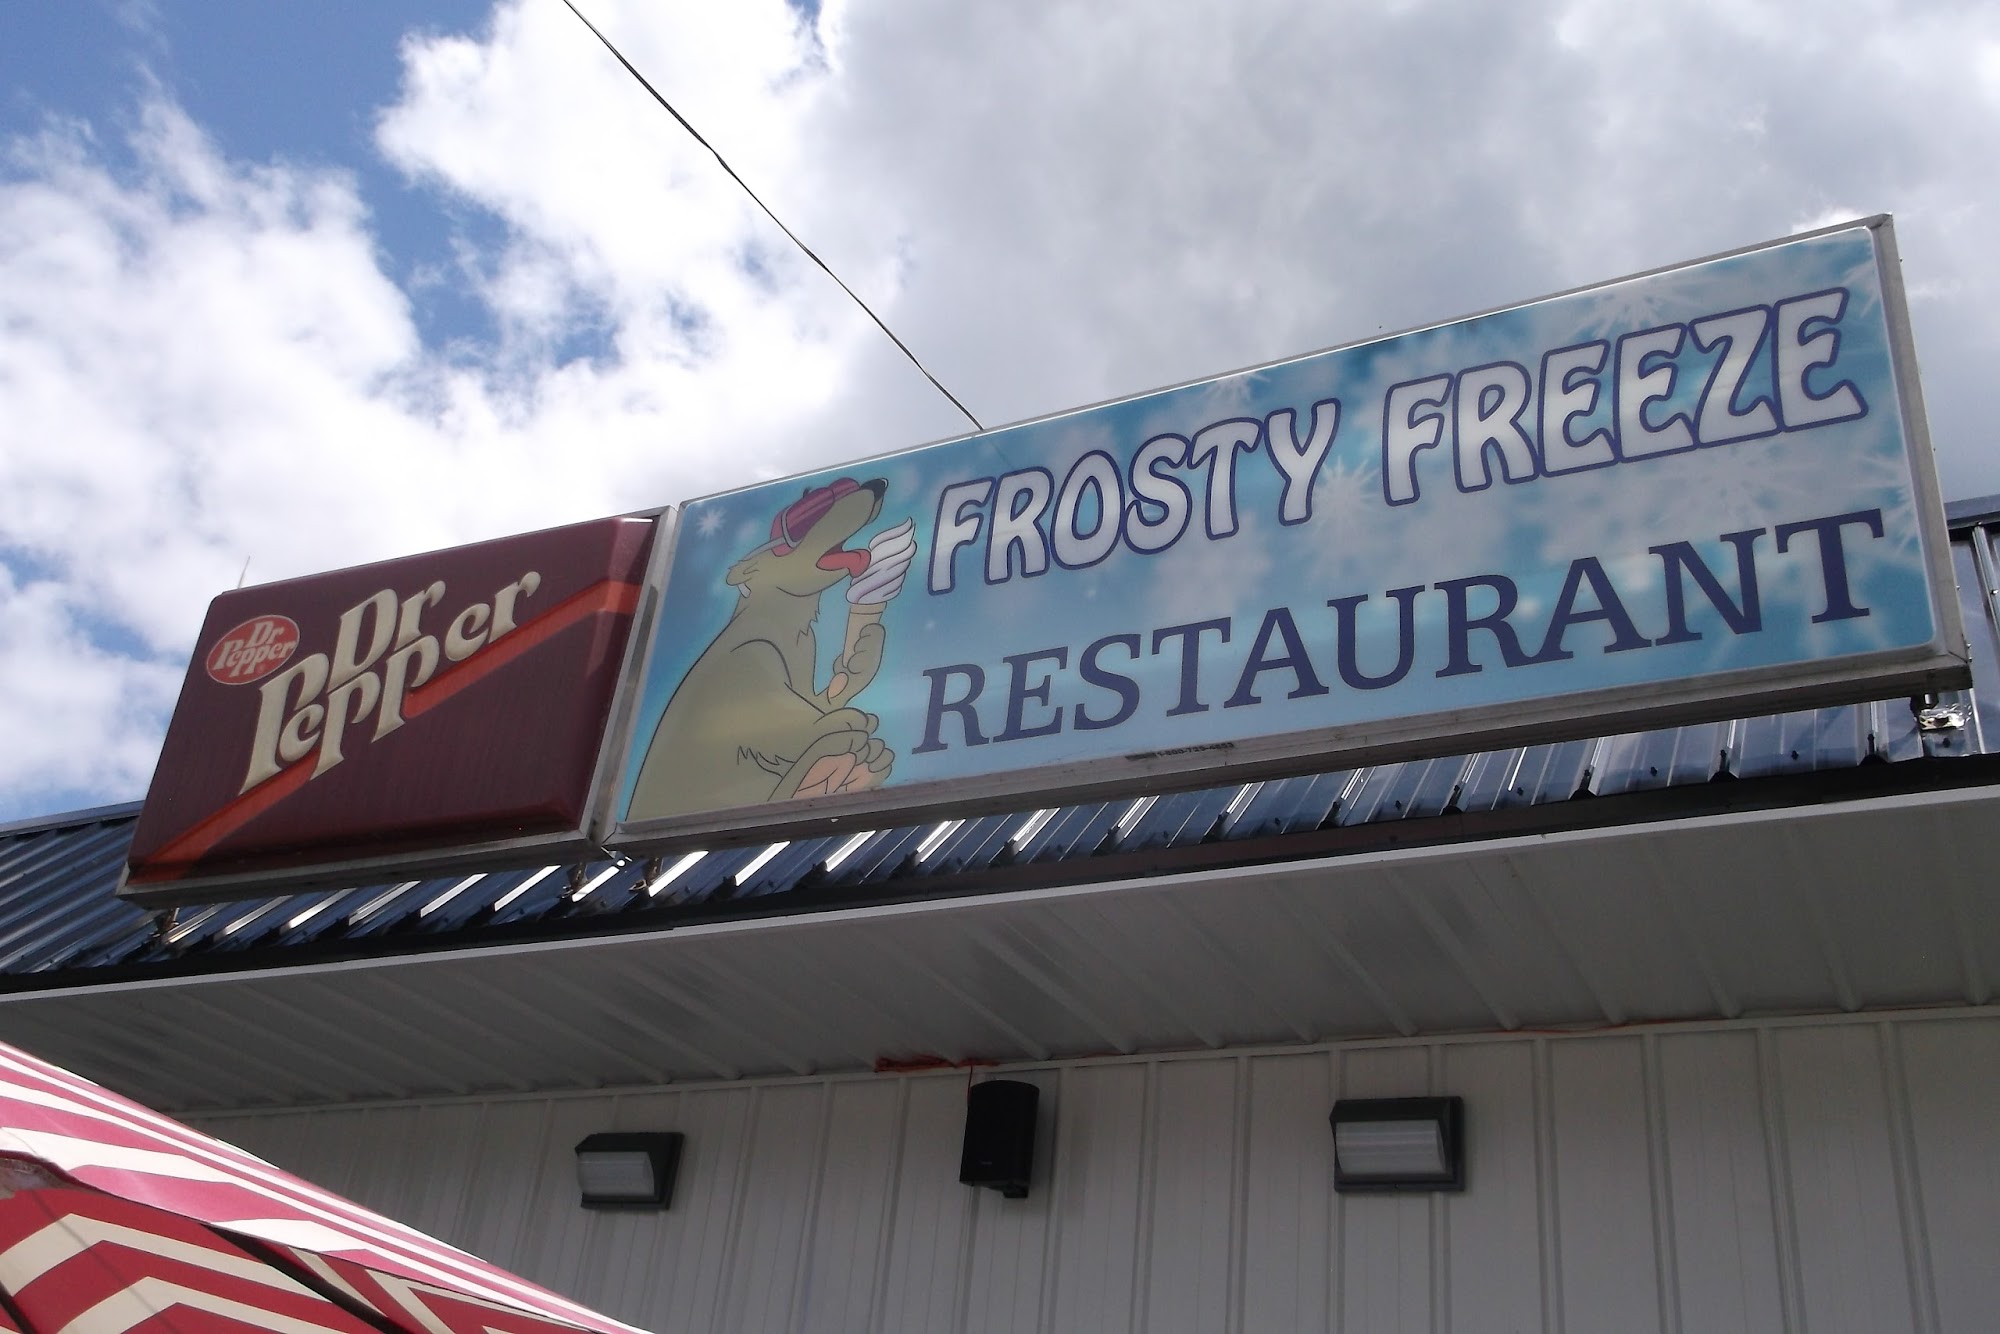 Dr
Pepper
Dr
Pepper
FROSTY FREEZE
RESTAURANT